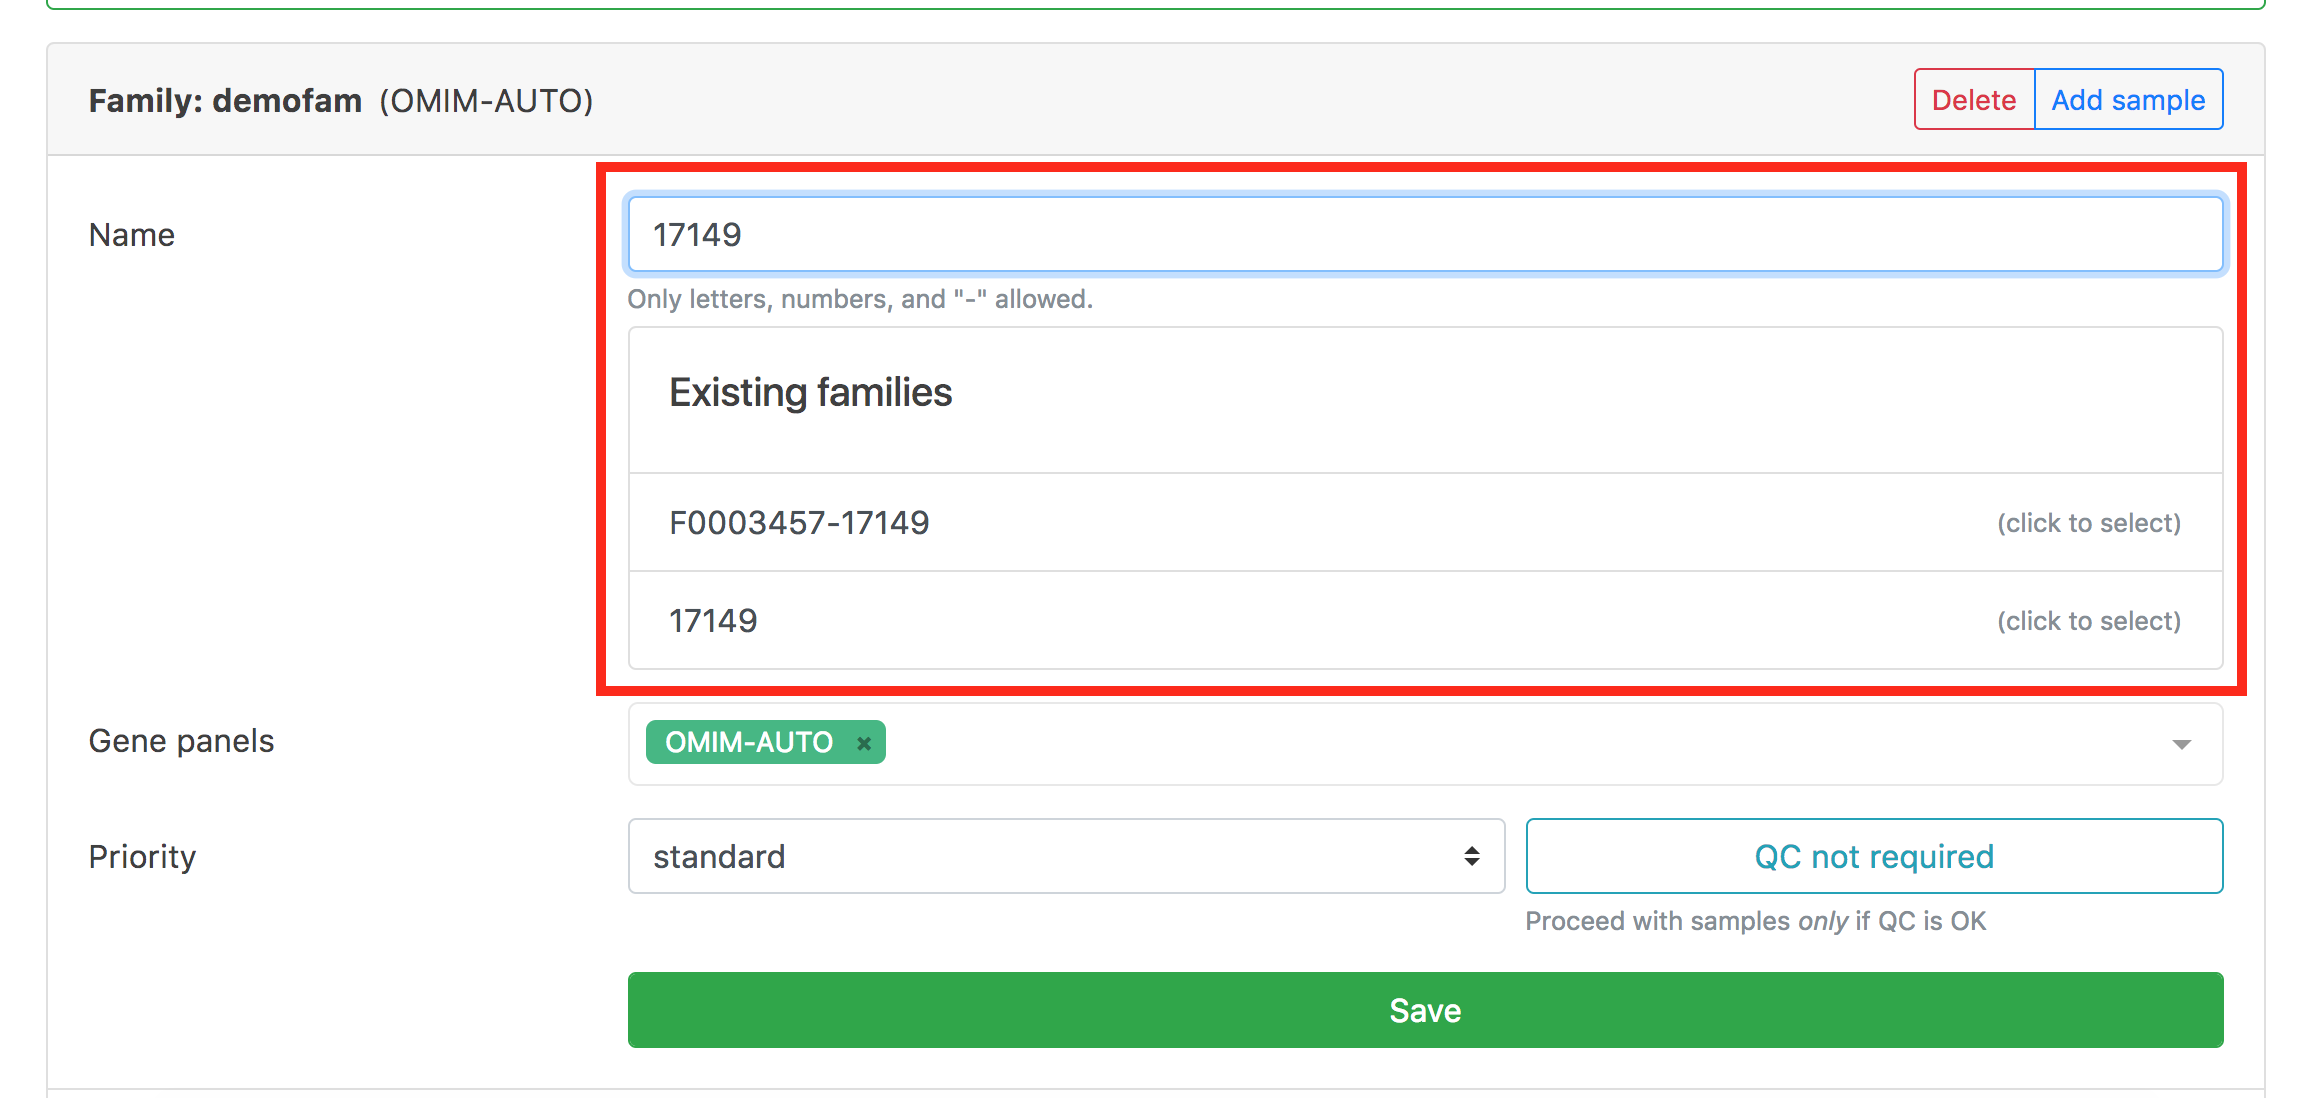 Family: demofam (OMIM-AUTO)
Delete
Add sample
Name
17149
Only letters, numbers, and "-" allowed.
Existing families
F0003457-17149 (click to select)
17149 (click to select)
Gene panels
OMIM-AUTO ×
Priority
standard
QC not required
Proceed with samples only if QC is OK
Save